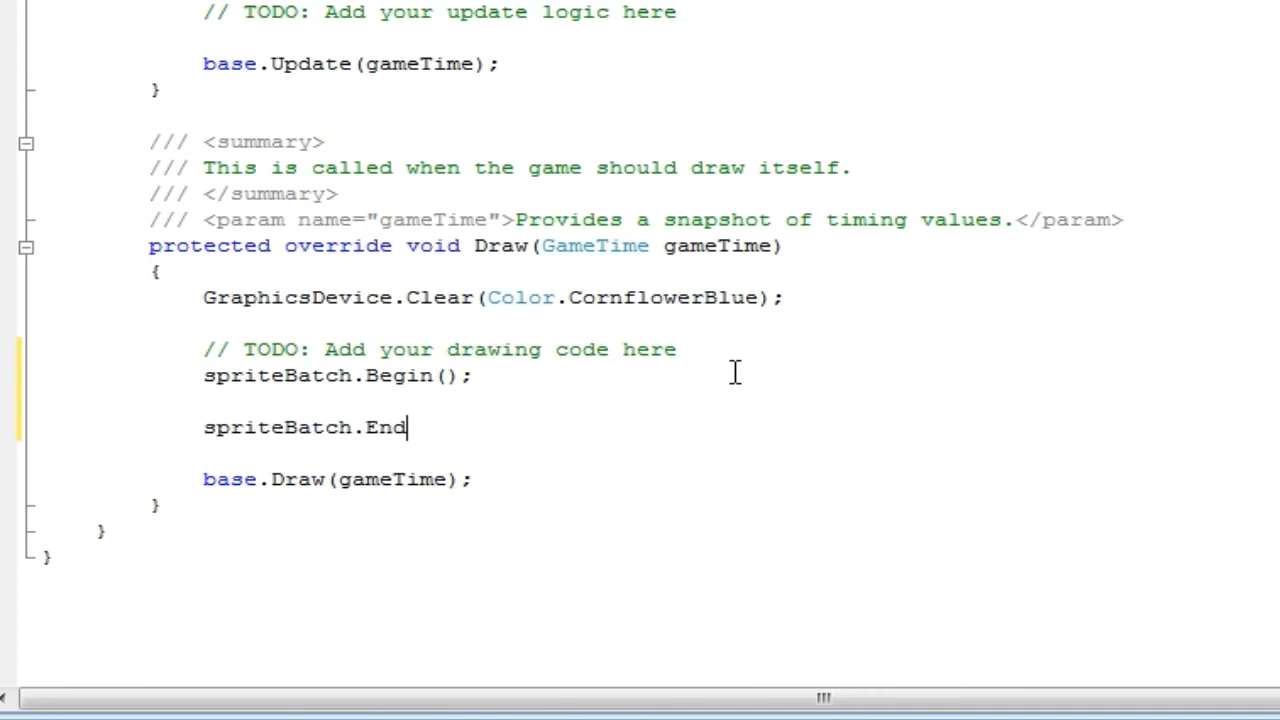 // TODO: Add your update logic here
base.Update(gameTime);
}
/// <summary>
/// This is called when the game should draw itself.
/// </summary>
/// <param name="gameTime">Provides a snapshot of timing values.</param>
protected override void Draw(GameTime gameTime)
{
GraphicsDevice.Clear(Color.CornflowerBlue);
// TODO: Add your drawing code here
spriteBatch.Begin();
spriteBatch.End
base.Draw(gameTime);
}
}
}